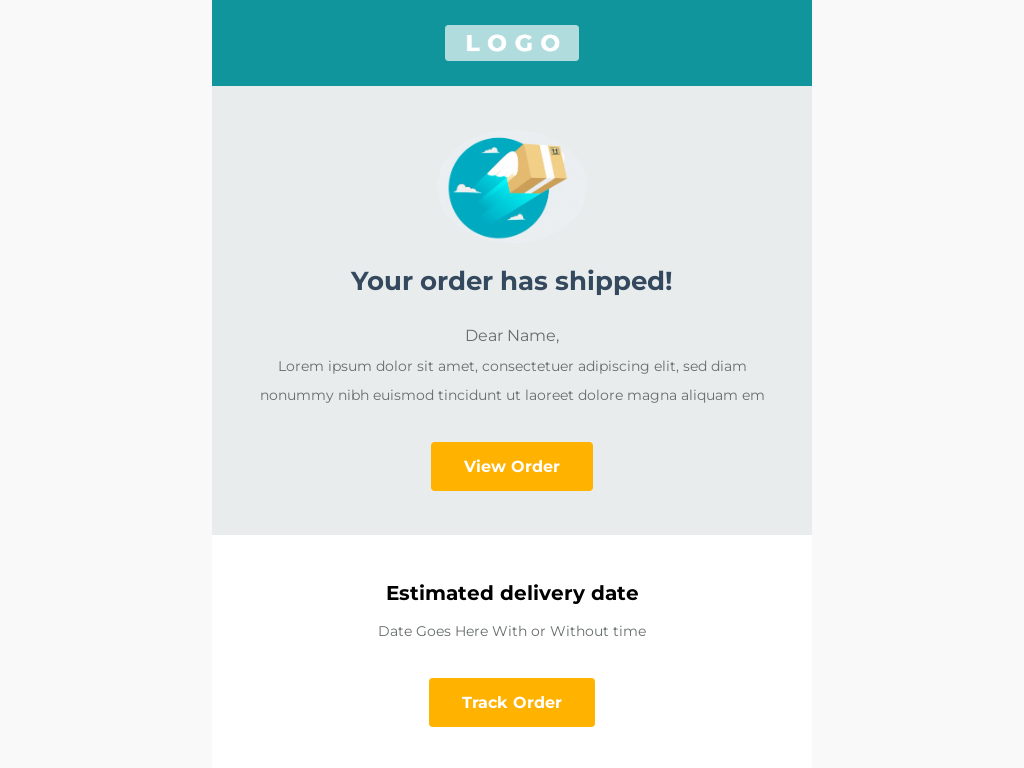 LOGO
Your order has shipped!
Dear Name,
Lorem ipsum dolor sit amet, consectetuer adipiscing elit, sed diam
nonummy nibh euismod tincidunt ut laoreet dolore magna aliquam em
View Order
Estimated delivery date
Date Goes Here With or Without time
Track Order